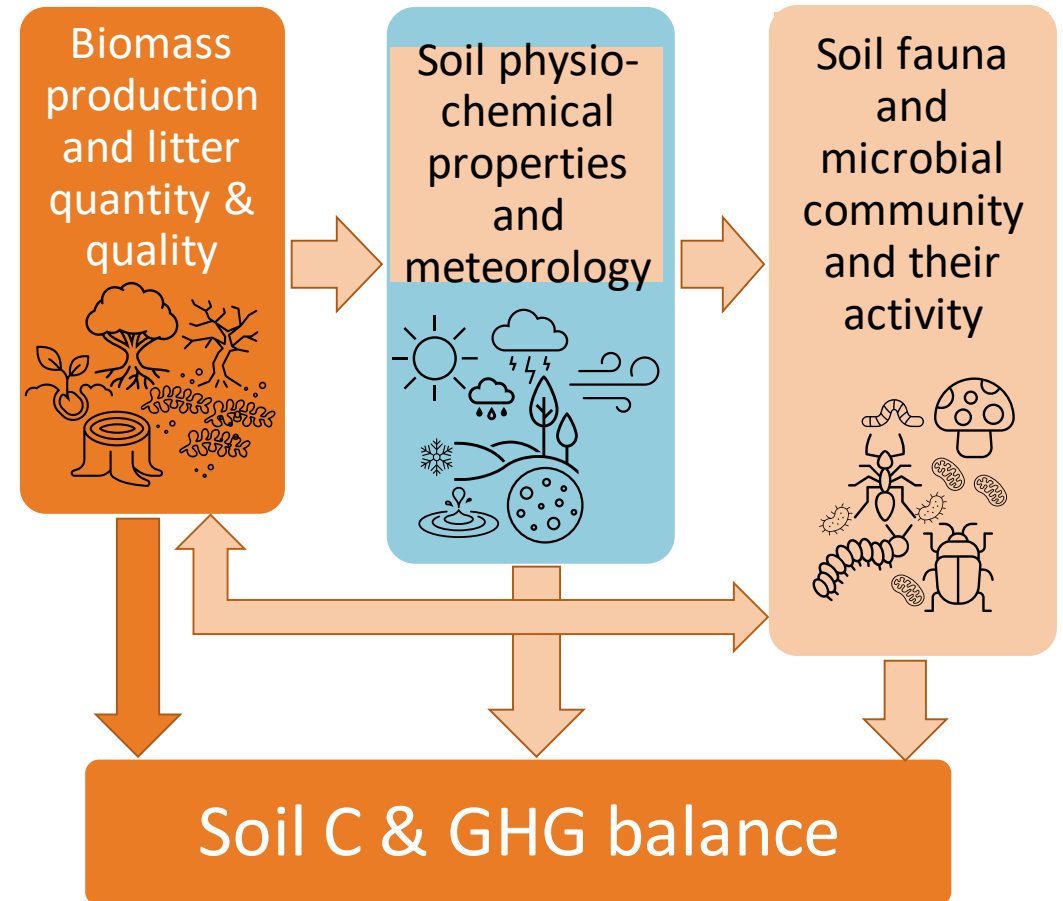 Biomass
production
and litter
quantity &
quality
Soil physio-
chemical
properties
and
meteorology
Soil fauna
and
microbial
community
and their
activity
Soil C & GHG balance